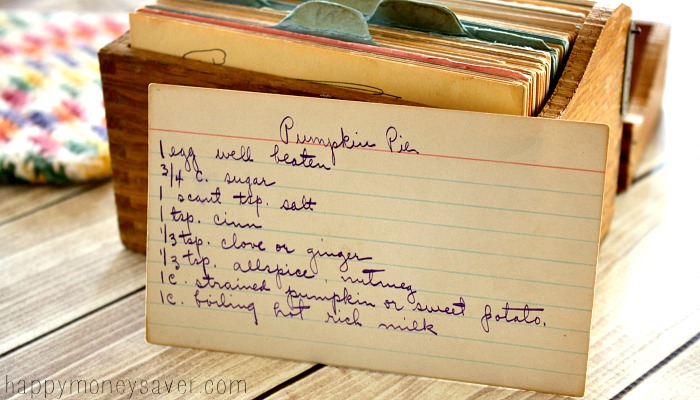 Pumpkin Pie
1 egg well beaten
3/4 c. sugar
1 scant tsp. salt
1 tsp. cinn
1/3 tsp. clove or ginger
1/3 tsp. allspice, nutmeg
1 c. strained pumpkin or sweet potato.
1c. boiling hot rich milk
happymoneysaver.com